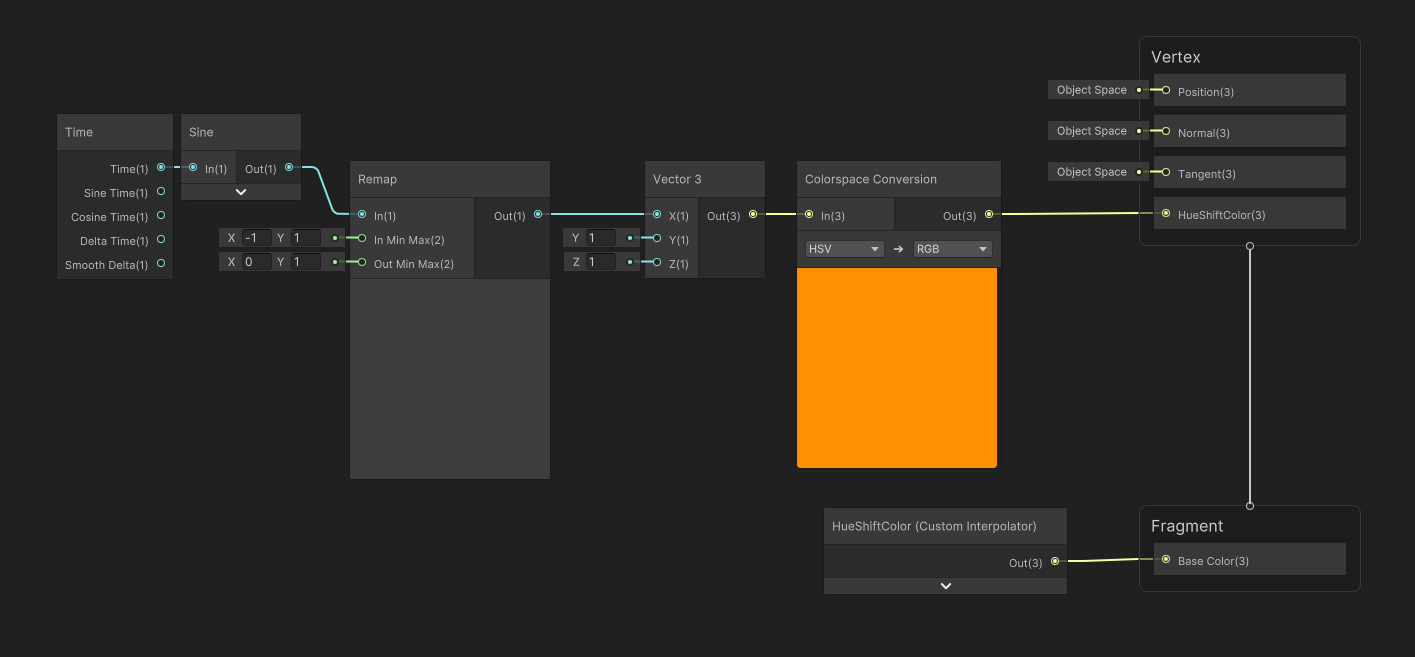 Vertex
Object Space
Position(3)
Object Space
Normal(3)
Object Space
Tangent(3)
HueShiftColor(3)
Time
Time(1)
Sine Time(1)
Cosine Time(1)
Delta Time(1)
Smooth Delta(1)
Sine
In(1)
Out(1)
Remap
In(1)
Out(1)
X -1 Y 1
In Min Max(2)
X 0 Y 1
Out Min Max(2)
Vector 3
X(1)
Out(3)
Y 1
Y(1)
Z 1
Z(1)
Colorspace Conversion
In(3)
Out(3)
HSV
RGB
HueShiftColor (Custom Interpolator)
Out(3)
Fragment
Base Color(3)